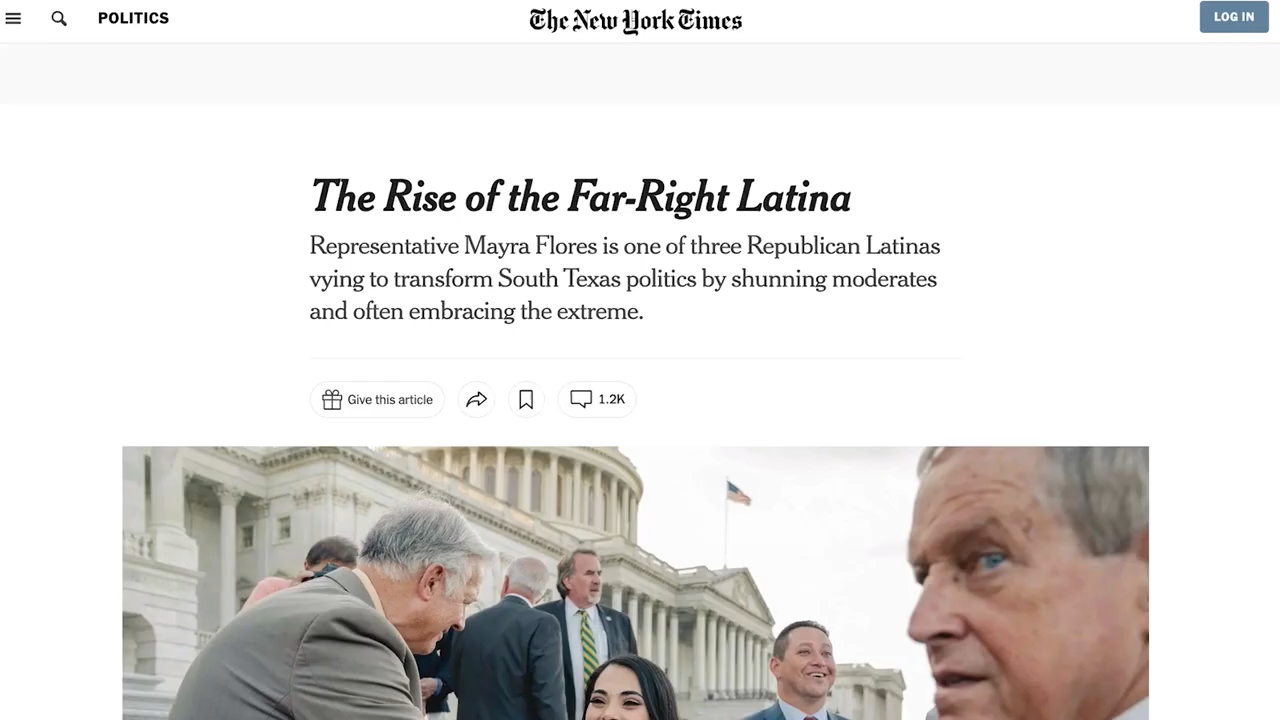 POLITICS
The New York Times
LOG IN
The Rise of the Far-Right Latina
Representative Mayra Flores is one of three Republican Latinas
vying to transform South Texas politics by shunning moderates
and often embracing the extreme.
Give this article
1.2K